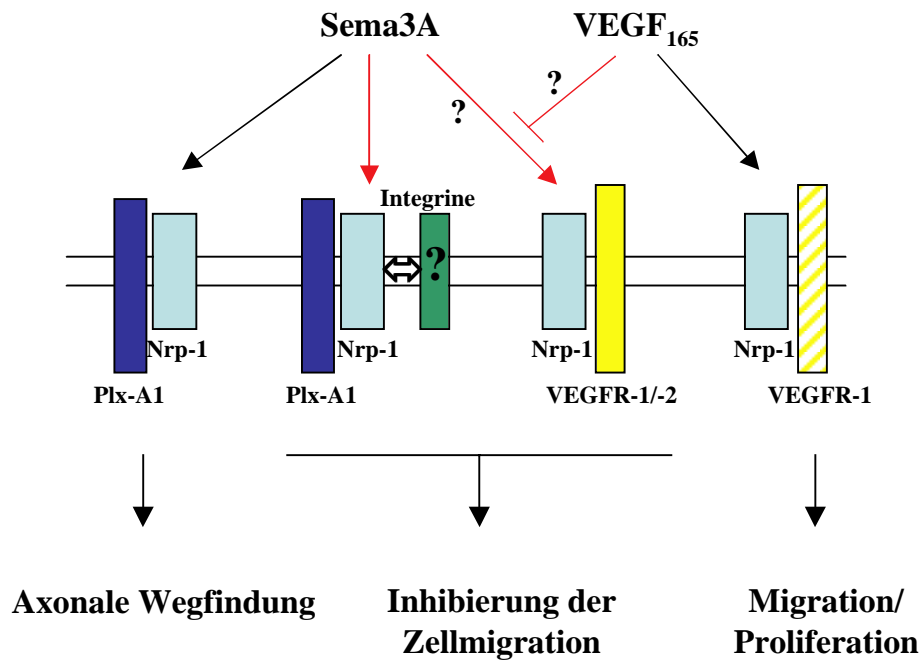 Sema3A VEGF165
? ?
Integrine
?
Nrp-1 Nrp-1 Nrp-1 Nrp-1
Plx-A1 Plx-A1 VEGFR-1/-2 VEGFR-1
Axonale Wegfindung
Inhibierung der
Zellmigration
Migration/
Proliferation